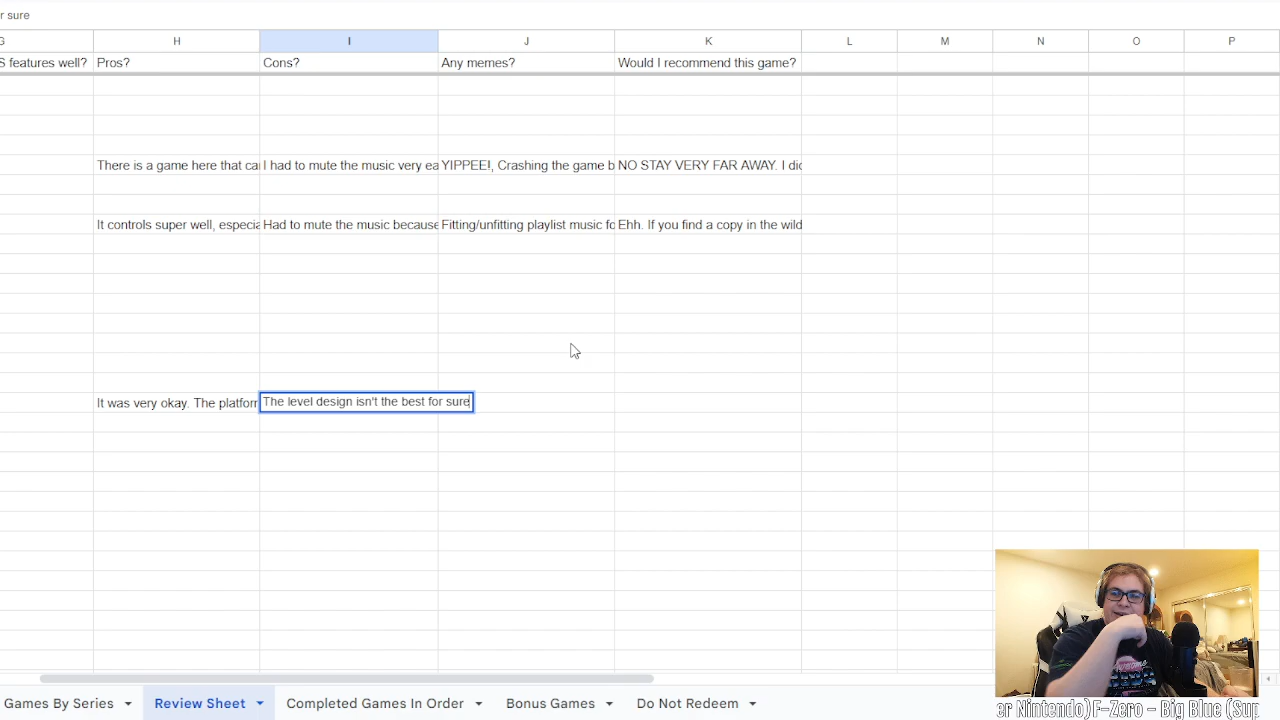 r sure
G H I J K L M N O P
S features well? Pros? Cons? Any memes? Would I recommend this game?
There is a game here that ca I had to mute the music very ea YIPPEE!, Crashing the game b NO STAY VERY FAR AWAY. I did
It controls super well, especia Had to mute the music because Fitting/unfitting playlist music fo Ehh. If you find a copy in the wild
It was very okay. The platforr The level design isn't the best for sure
Games By Series Review Sheet Completed Games In Order Bonus Games Do Not Redeem
er Nintendo) F-Zero - Big Blue (Sup